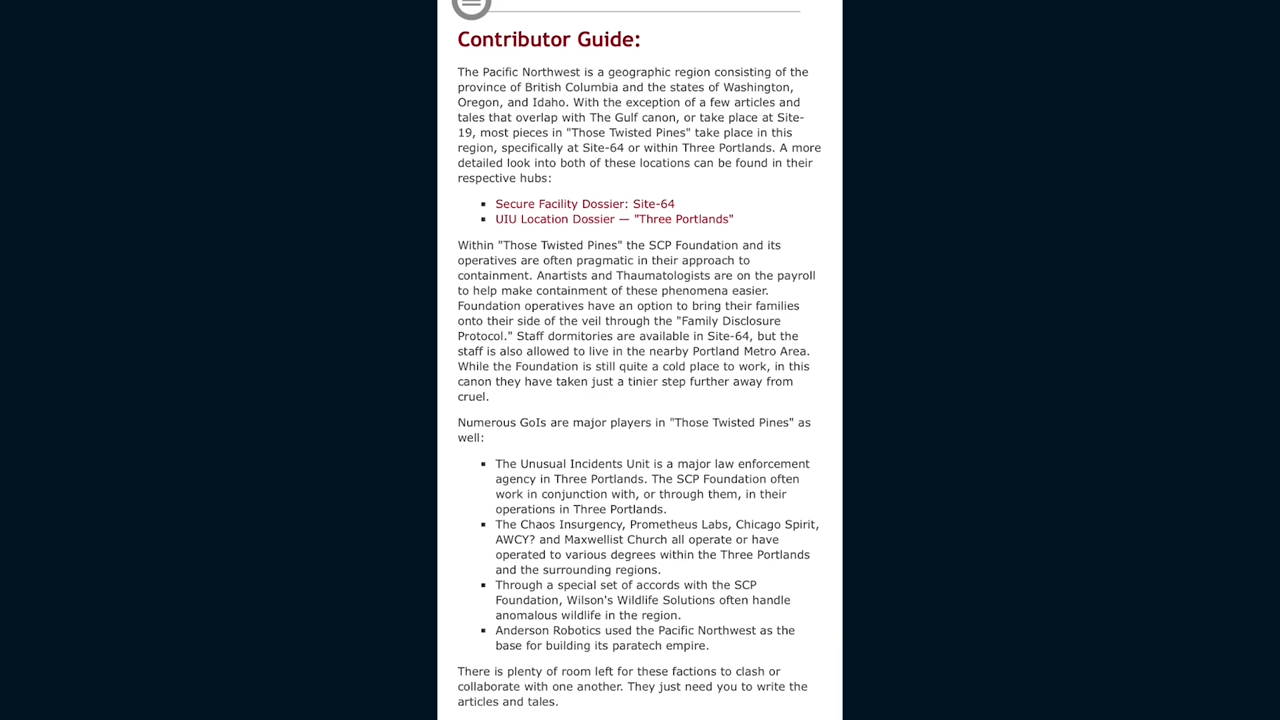 Contributor Guide:
The Pacific Northwest is a geographic region consisting of the
province of British Columbia and the states of Washington,
Oregon, and Idaho. With the exception of a few articles and
tales that overlap with The Gulf canon, or take place at Site-
19, most pieces in "Those Twisted Pines" take place in this
region, specifically at Site-64 or within Three Portlands. A more
detailed look into both of these locations can be found in their
respective hubs:
▪ Secure Facility Dossier: Site-64
▪ UIU Location Dossier — "Three Portlands"
Within "Those Twisted Pines" the SCP Foundation and its
operatives are often pragmatic in their approach to
containment. Anartists and Thaumatologists are on the payroll
to help make containment of these phenomena easier.
Foundation operatives have an option to bring their families
onto their side of the veil through the "Family Disclosure
Protocol." Staff dormitories are available in Site-64, but the
staff is also allowed to live in the nearby Portland Metro Area.
While the Foundation is still quite a cold place to work, in this
canon they have taken just a tinier step further away from
cruel.
Numerous GoIs are major players in "Those Twisted Pines" as
well:
▪ The Unusual Incidents Unit is a major law enforcement
agency in Three Portlands. The SCP Foundation often
work in conjunction with, or through them, in their
operations in Three Portlands.
▪ The Chaos Insurgency, Prometheus Labs, Chicago Spirit,
AWCY? and Maxwellist Church all operate or have
operated to various degrees within the Three Portlands
and the surrounding regions.
▪ Through a special set of accords with the SCP
Foundation, Wilson's Wildlife Solutions often handle
anomalous wildlife in the region.
▪ Anderson Robotics used the Pacific Northwest as the
base for building its paratech empire.
There is plenty of room left for these factions to clash or
collaborate with one another. They just need you to write the
articles and tales.